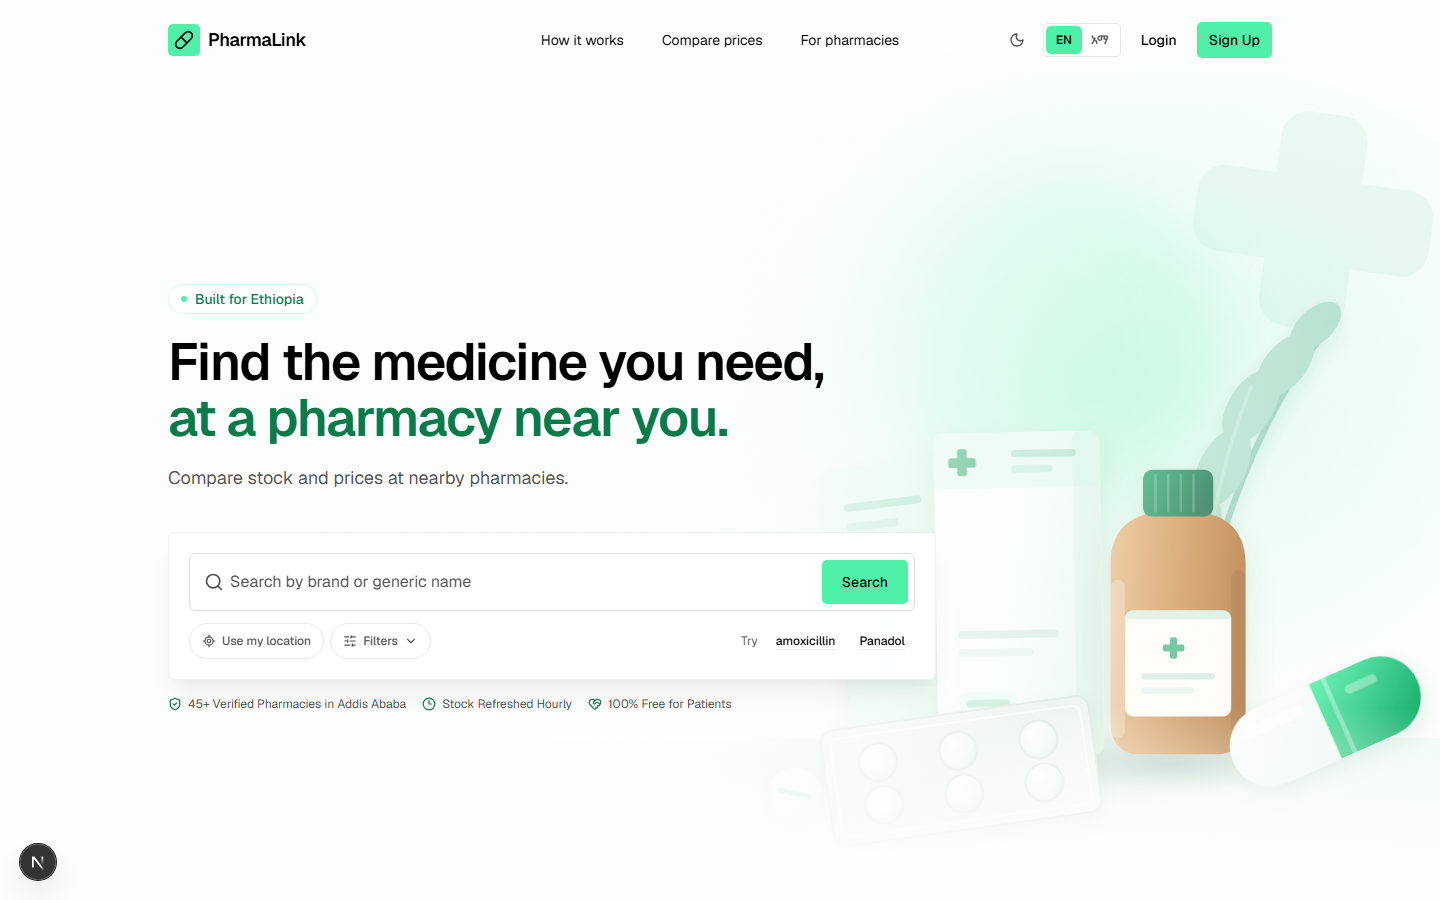 PharmaLink
How it works
Compare prices
For pharmacies
EN
አማ
Login
Sign Up
Built for Ethiopia
Find the medicine you need,
at a pharmacy near you.
Compare stock and prices at nearby pharmacies.
Search by brand or generic name
Search
Use my location
Filters
Try
amoxicillin
Panadol
45+ Verified Pharmacies in Addis Ababa
Stock Refreshed Hourly
100% Free for Patients
N